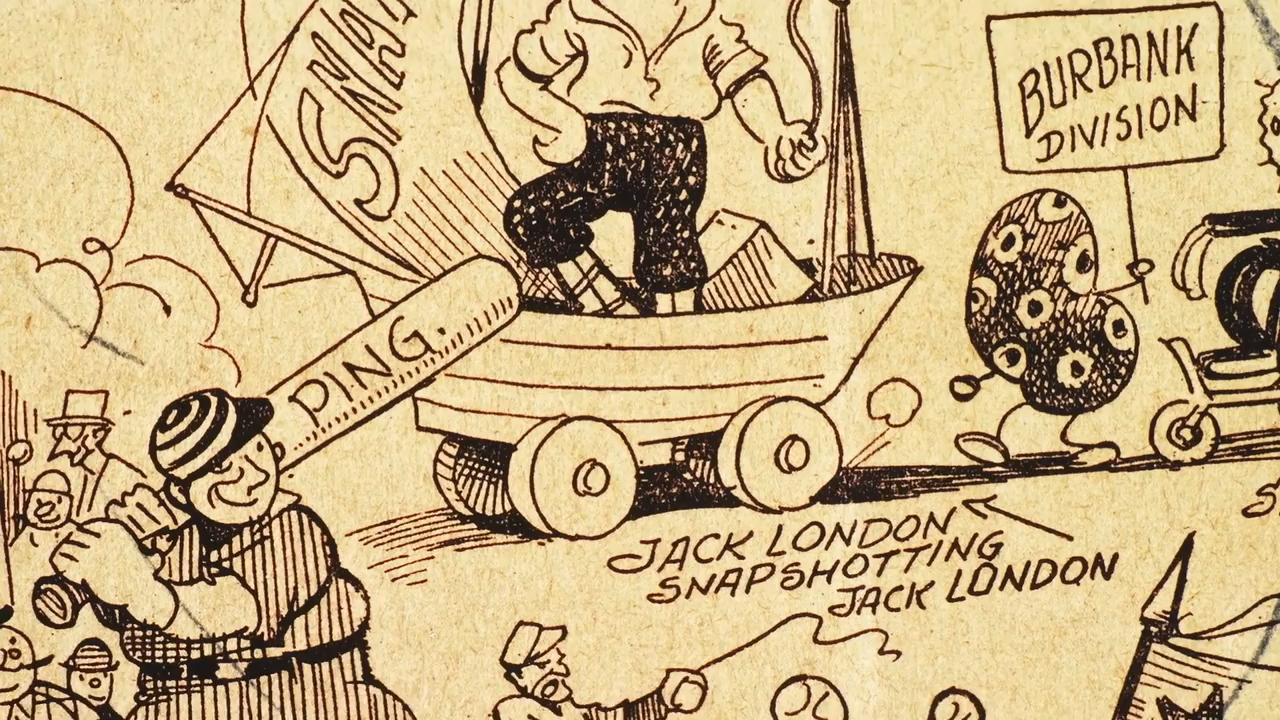 BURBANK
DIVISION
PING.
JACK LONDON
SNAPSHOTTING
JACK LONDON